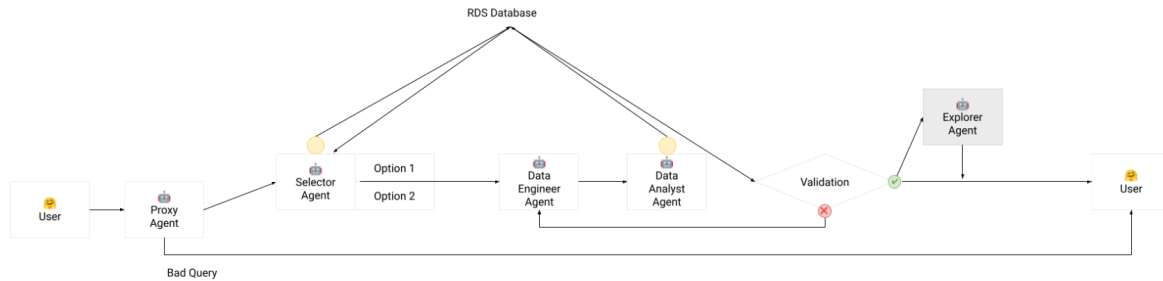 RDS Database
Explorer
Agent
Selector
Agent
Option 1
Option 2
Data
Engineer
Agent
Data
Analyst
Agent
Validation
User
Proxy
Agent
User
Bad Query